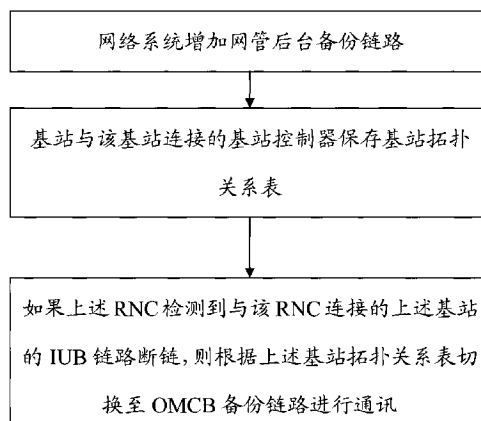 网络系统增加网管后台备份链路
基站与该基站连接的基站控制器保存基站拓扑
关系表
如果上述RNC检测到与该RNC连接的上述基站
的IUB链路断链,则根据上述基站拓扑关系表切
换至OMCB备份链路进行通讯